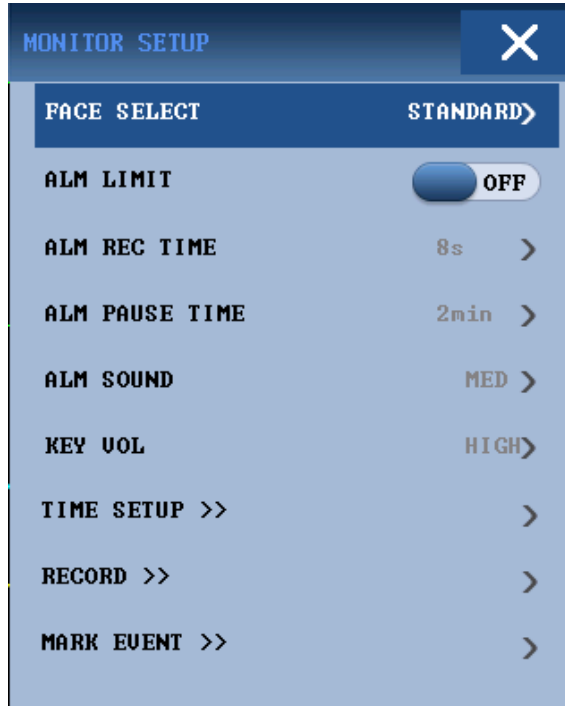 MONITOR SETUP
FACE SELECT STANDARD
ALM LIMIT OFF
ALM REC TIME 8s
ALM PAUSE TIME 2min
ALM SOUND MED
KEY VOL HIGH
TIME SETUP >>
RECORD >>
MARK EVENT >>